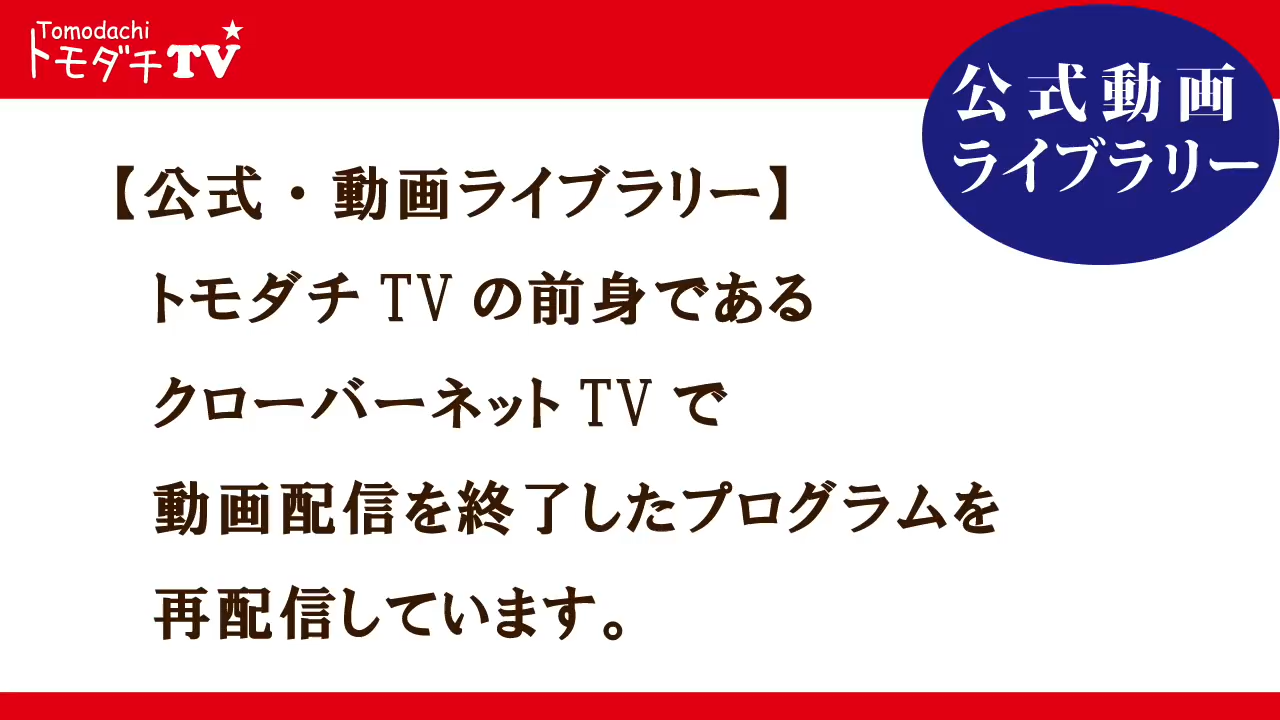 Tomodachi
トモダチTV★
公式動画
ライブラリー
【公式・動画ライブラリー】
トモダチTVの前身である
クローバーネットTVで
動画配信を終了したプログラムを
再配信しています。